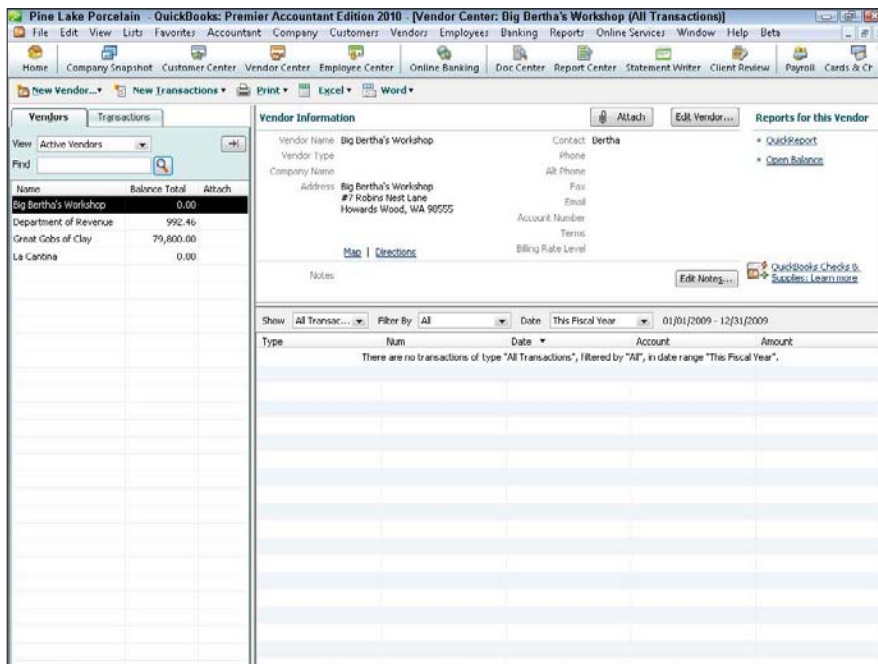 Pine Lake Porcelain - QuickBooks: Premier Accountant Edition 2010 - [Vendor Center: Big Bertha's Workshop (All Transactions)]
File Edit View Lists Favorites Accountant Company Customers Vendors Employees Banking Reports Online Services Window Help Beta
Home Company Snapshot Customer Center Vendor Center Employee Center Online Banking Doc Center Report Center Statement Writer Client Review Payroll Cards & Ch
New Vendor... New Transactions Print Excel Word
Vendors Transactions
View Active Vendors
Find
Name Balance Total Attach
Big Bertha's Workshop 0.00
Department of Revenue 992.46
Great Gobs of Clay 79,800.00
La Cantina 0.00
Vendor Information Attach Edit Vendor...
Vendor Name Big Bertha's Workshop
Vendor Type
Company Name
Address Big Bertha's Workshop
#7 Robins Nest Lane
Howards Wood, WA 98555
Map | Directions
Contact Bertha
Phone
Alt Phone
Fax
Email
Account Number
Terms
Billing Rate Level
Notes Edit Notes...
Reports for this Vendor
QuickReport
Open Balance
QuickBooks Checks &
Supplies: Learn more
Show All Transac... Filter By All Date This Fiscal Year 01/01/2009 - 12/31/2009
Type Num Date Account Amount
There are no transactions of type "All Transactions", filtered by "All", in date range "This Fiscal Year".